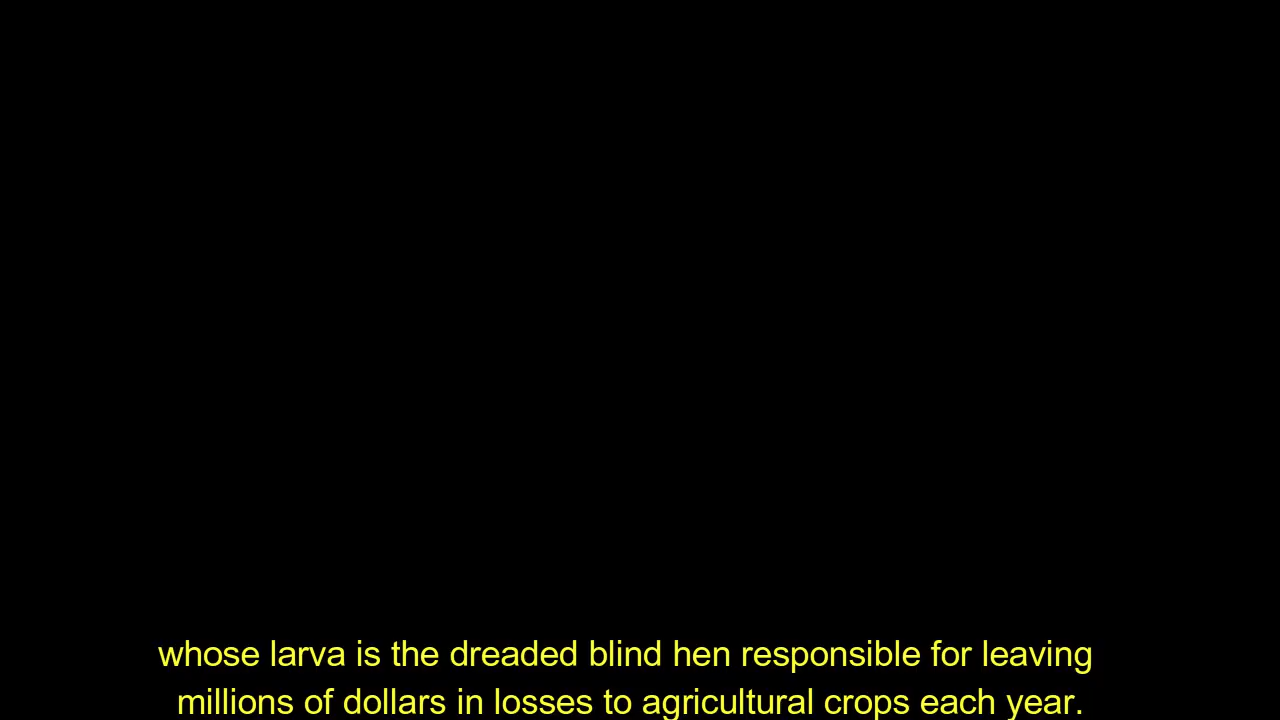 whose larva is the dreaded blind hen responsible for leaving
millions of dollars in losses to agricultural crops each year.